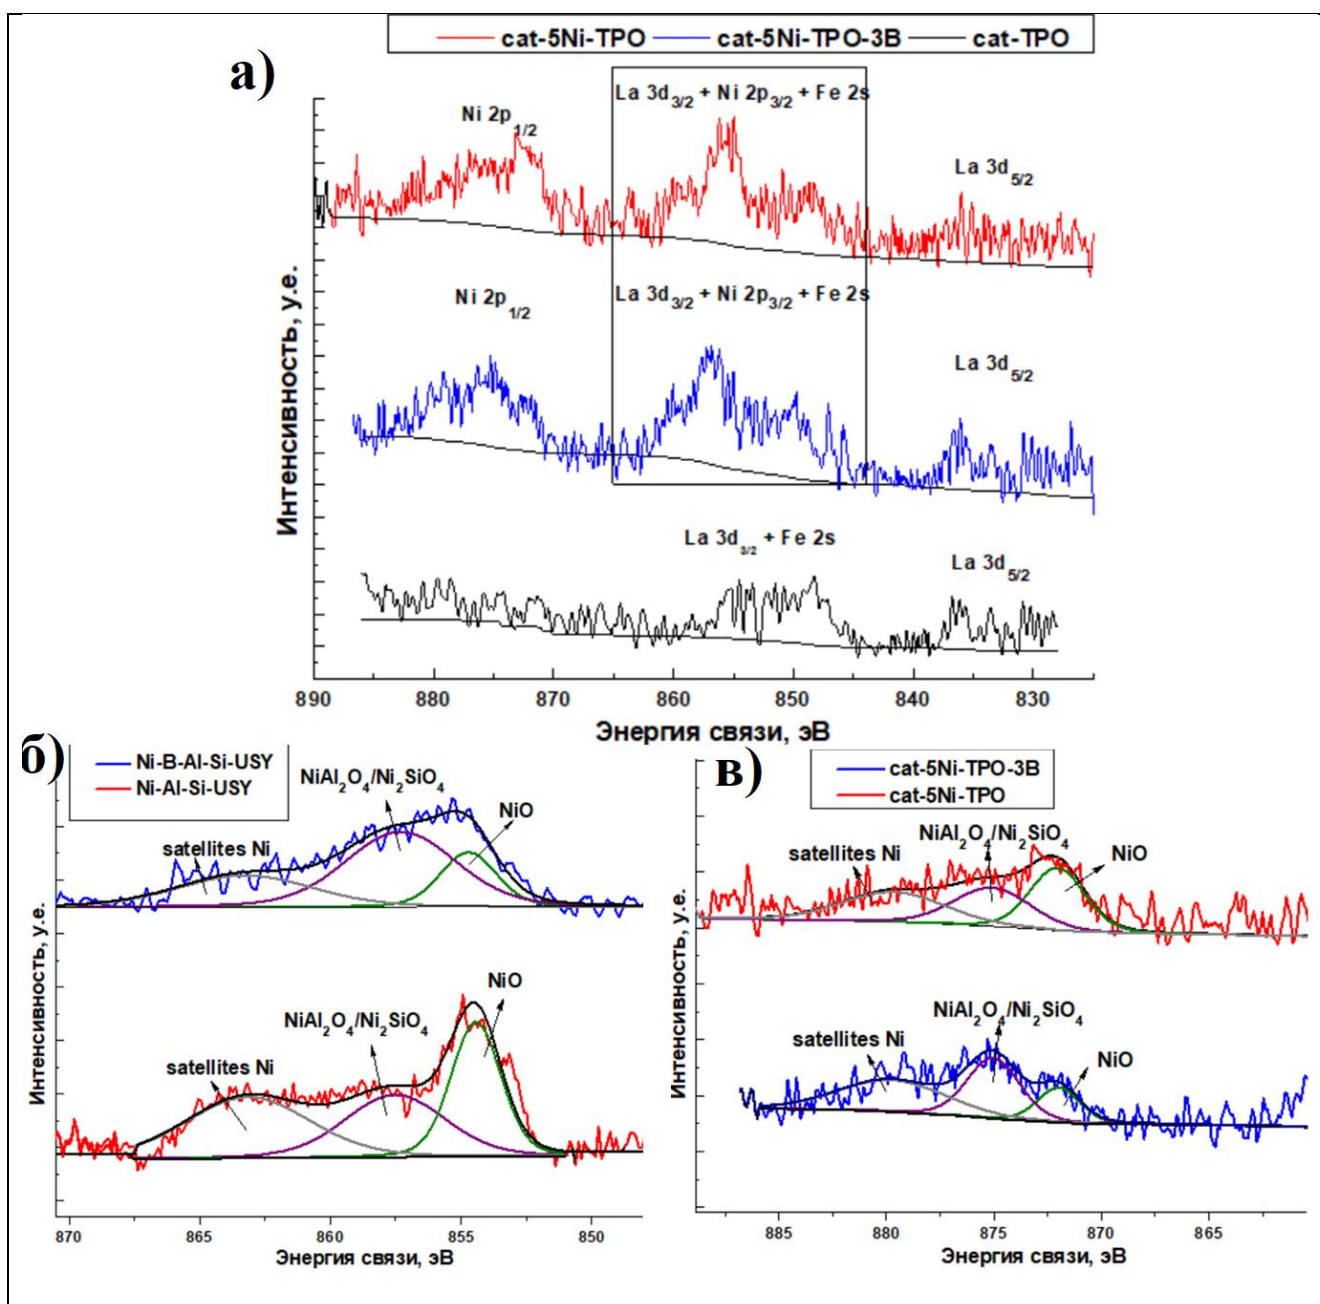 cat-5Ni-TPO cat-5Ni-TPO-3B cat-TPO
а)
La 3d3/2 + Ni 2p3/2 + Fe 2s
Ni 2p1/2
La 3d5/2
Ni 2p1/2
La 3d3/2 + Ni 2p3/2 + Fe 2s
La 3d5/2
La 3d3/2 + Fe 2s
La 3d5/2
Интенсивность, у.е.
890 880 870 860 850 840 830
Энергия связи, эВ
б)
Ni-B-Al-Si-USY
Ni-Al-Si-USY
NiAl2O4/Ni2SiO4
NiO
satellites Ni
NiO
NiAl2O4/Ni2SiO4
satellites Ni
Интенсивность, у.е.
870 865 860 855 850
Энергия связи, эВ
в)
cat-5Ni-TPO-3B
cat-5Ni-TPO
NiAl2O4/Ni2SiO4
satellites Ni
NiO
NiAl2O4/Ni2SiO4
satellites Ni
NiO
Интенсивность, у.е.
885 880 875 870 865
Энергия связи, эВ